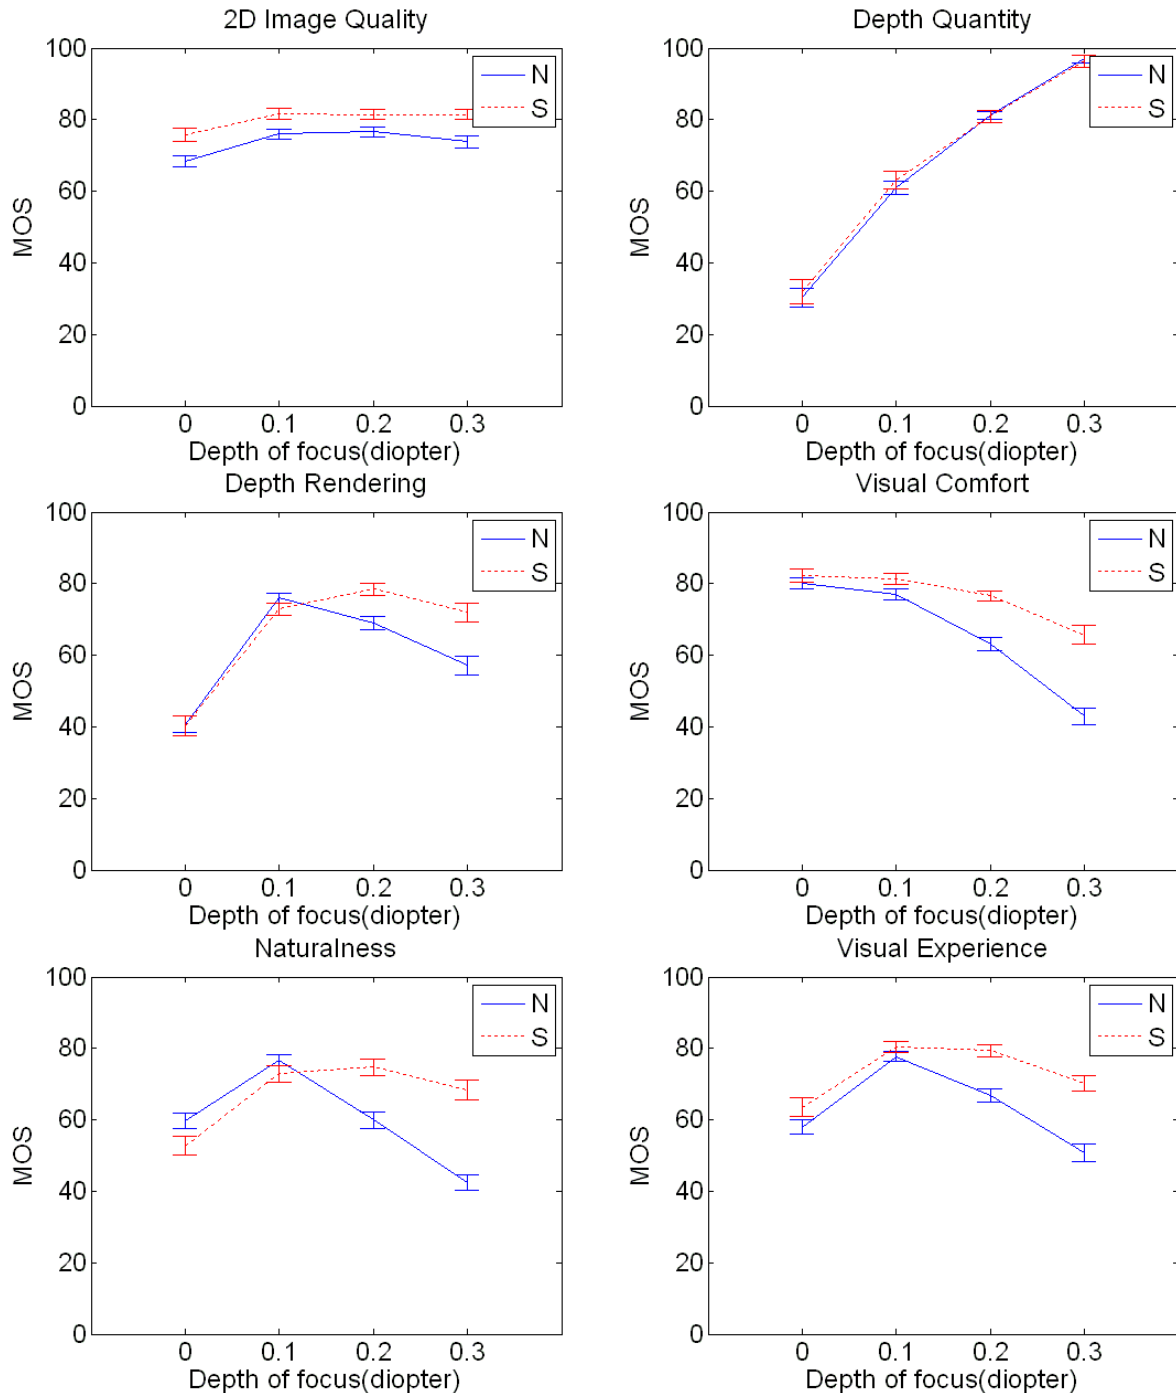 2D Image Quality
100
80
60
40
20
0
MOS
N
S
0 0.1 0.2 0.3
Depth of focus(diopter)
Depth Quantity
100
80
60
40
20
0
MOS
N
S
0 0.1 0.2 0.3
Depth of focus(diopter)
Depth Rendering
100
80
60
40
20
0
MOS
N
S
0 0.1 0.2 0.3
Depth of focus(diopter)
Visual Comfort
100
80
60
40
20
0
MOS
N
S
0 0.1 0.2 0.3
Depth of focus(diopter)
Naturalness
100
80
60
40
20
0
MOS
N
S
0 0.1 0.2 0.3
Depth of focus(diopter)
Visual Experience
100
80
60
40
20
0
MOS
N
S
0 0.1 0.2 0.3
Depth of focus(diopter)